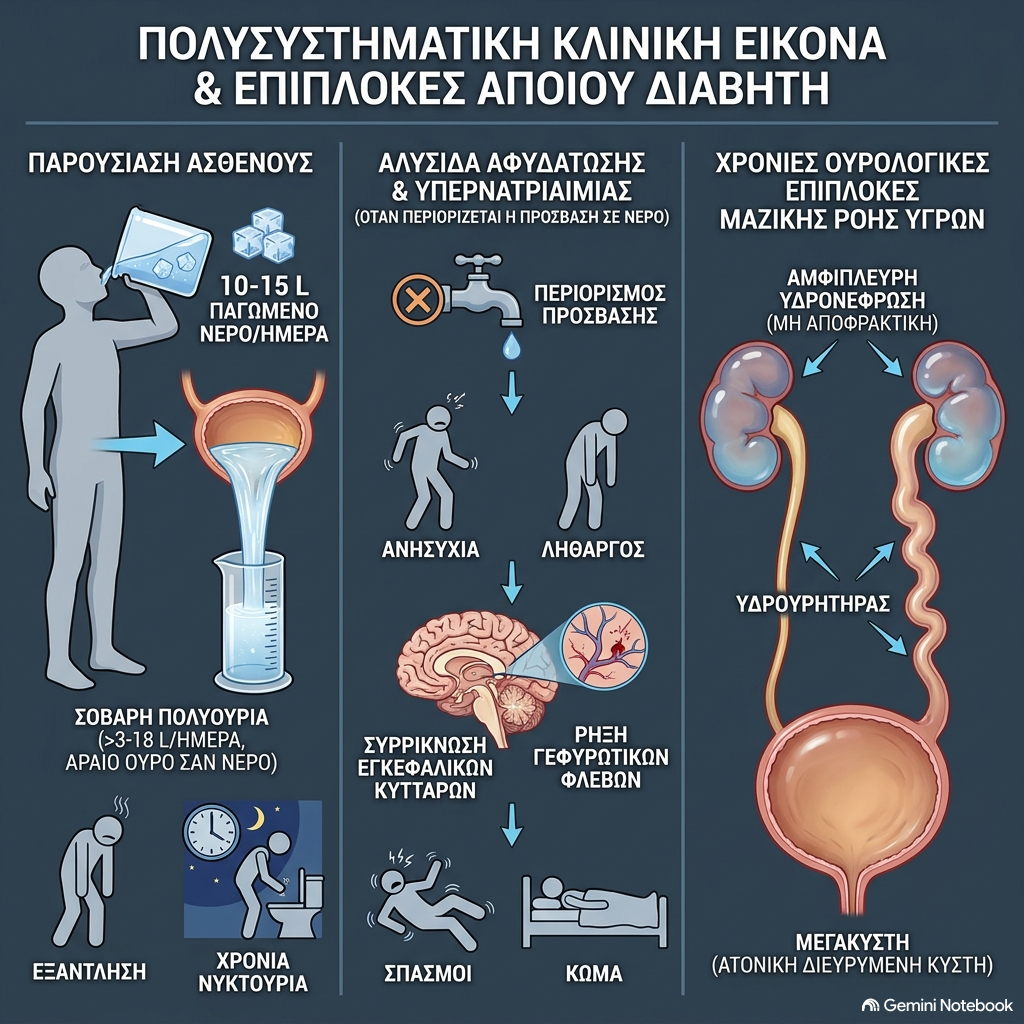 ΠΟΛΥΣΥΣΤΗΜΑΤΙΚΗ ΚΛΙΝΙΚΗ ΕΙΚΟΝΑ
& ΕΠΙΠΛΟΚΕΣ ΑΠΟΙΟΥ ΔΙΑΒΗΤΗ
ΠΑΡΟΥΣΙΑΣΗ ΑΣΘΕΝΟΥΣ
10-15 L
ΠΑΓΩΜΕΝΟ
ΝΕΡΟ/ΗΜΕΡΑ
ΣΟΒΑΡΗ ΠΟΛΥΟΥΡΙΑ
(>3-18 L/ΗΜΕΡΑ,
ΑΡΑΙΟ ΟΥΡΟ ΣΑΝ ΝΕΡΟ)
ΕΞΑΝΤΛΗΣΗ
ΧΡΟΝΙΑ
ΝΥΚΤΟΥΡΙΑ
ΑΛΥΣΙΔΑ ΑΦΥΔΑΤΩΣΗΣ
& ΥΠΕΡΝΑΤΡΙΑΙΜΙΑΣ
(ΟΤΑΝ ΠΕΡΙΟΡΙΖΕΤΑΙ Η ΠΡΟΣΒΑΣΗ ΣΕ ΝΕΡΟ)
ΠΕΡΙΟΡΙΣΜΟΣ
ΠΡΟΣΒΑΣΗΣ
ΑΝΗΣΥΧΙΑ
ΛΗΘΑΡΓΟΣ
ΣΥΡΡΙΚΝΩΣΗ
ΕΓΚΕΦΑΛΙΚΩΝ
ΚΥΤΤΑΡΩΝ
ΡΗΞΗ
ΓΕΦΥΡΩΤΙΚΩΝ
ΦΛΕΒΩΝ
ΣΠΑΣΜΟΙ
ΚΩΜΑ
ΧΡΟΝΙΕΣ ΟΥΡΟΛΟΓΙΚΕΣ
ΕΠΙΠΛΟΚΕΣ
ΜΑΖΙΚΗΣ ΡΟΗΣ ΥΓΡΩΝ
ΑΜΦΙΠΛΕΥΡΗ
ΥΔΡΟΝΕΦΡΩΣΗ
(ΜΗ ΑΠΟΦΡΑΚΤΙΚΗ)
ΥΔΡΟΥΡΗΤΗΡΑΣ
ΜΕΓΑΚΥΣΤΗ
(ΑΤΟΝΙΚΗ ΔΙΕΥΡΥΜΕΝΗ ΚΥΣΤΗ)
Gemini Notebook